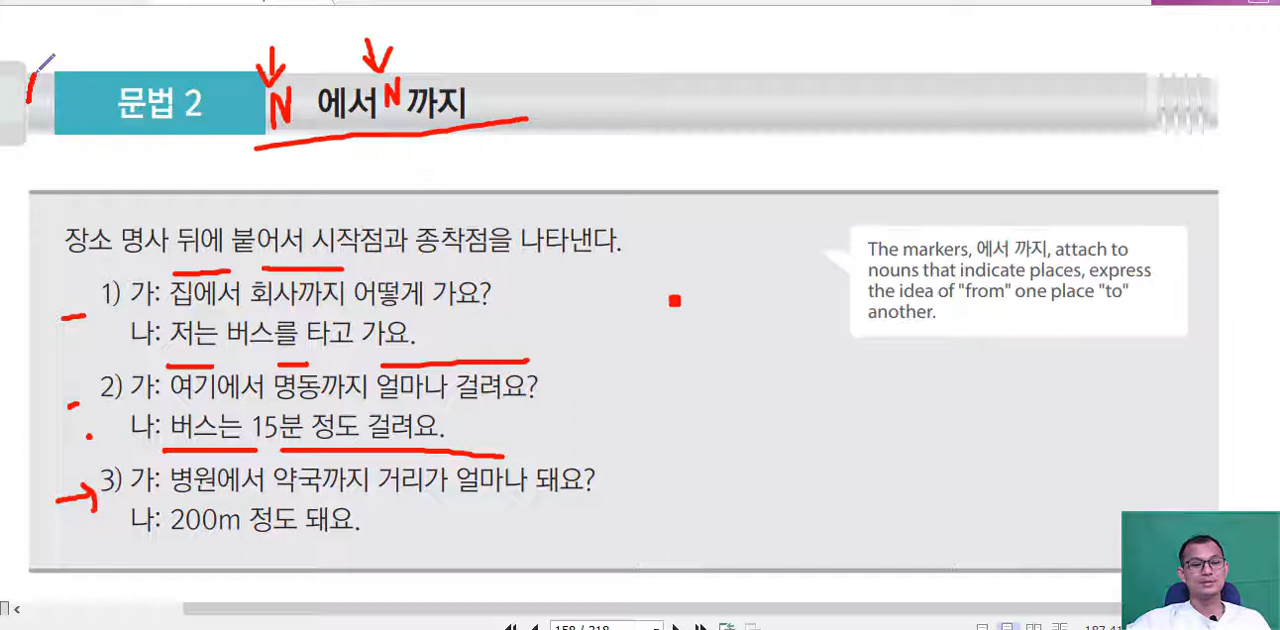 문법 2 N 에서 N 까지
장소 명사 뒤에 붙어서 시작점과 종착점을 나타낸다.
The markers, 에서 까지, attach to
nouns that indicate places, express
the idea of "from" one place "to"
another.
1) 가: 집에서 회사까지 어떻게 가요?
나: 저는 버스를 타고 가요.
2) 가: 여기에서 명동까지 얼마나 걸려요?
나: 버스는 15분 정도 걸려요.
3) 가: 병원에서 약국까지 거리가 얼마나 돼요?
나: 200m 정도 돼요.